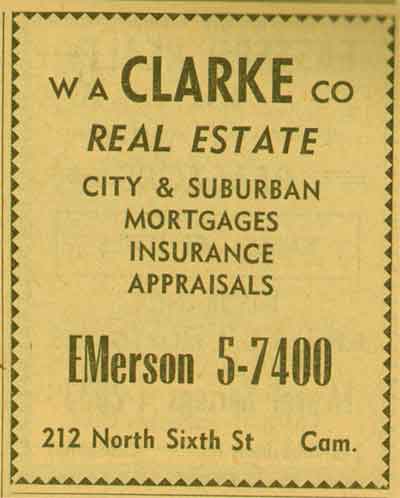 W A CLARKE CO
REAL ESTATE
CITY & SUBURBAN
MORTGAGES
INSURANCE
APPRAISALS
EMerson 5-7400
212 North Sixth St Cam.